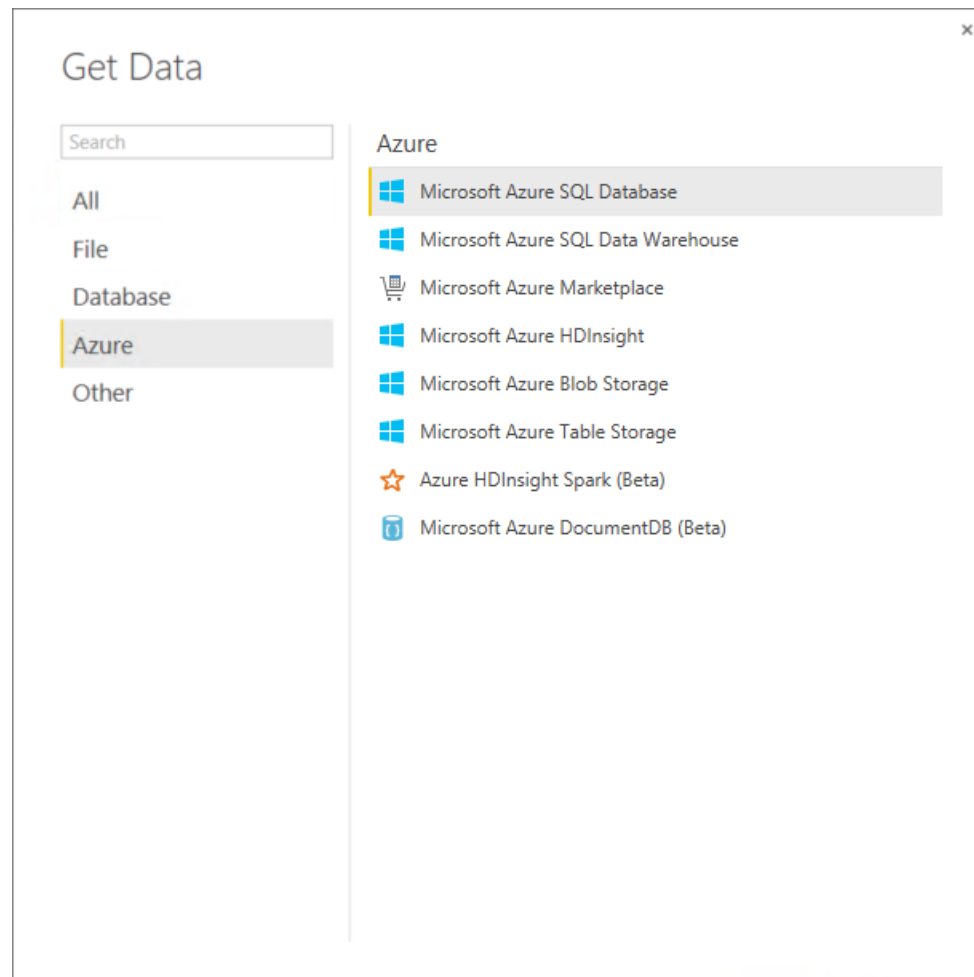 ×
Get Data
Search
All
File
Database
Azure
Other
Azure
Microsoft Azure SQL Database
Microsoft Azure SQL Data Warehouse
Microsoft Azure Marketplace
Microsoft Azure HDInsight
Microsoft Azure Blob Storage
Microsoft Azure Table Storage
Azure HDInsight Spark (Beta)
Microsoft Azure DocumentDB (Beta)